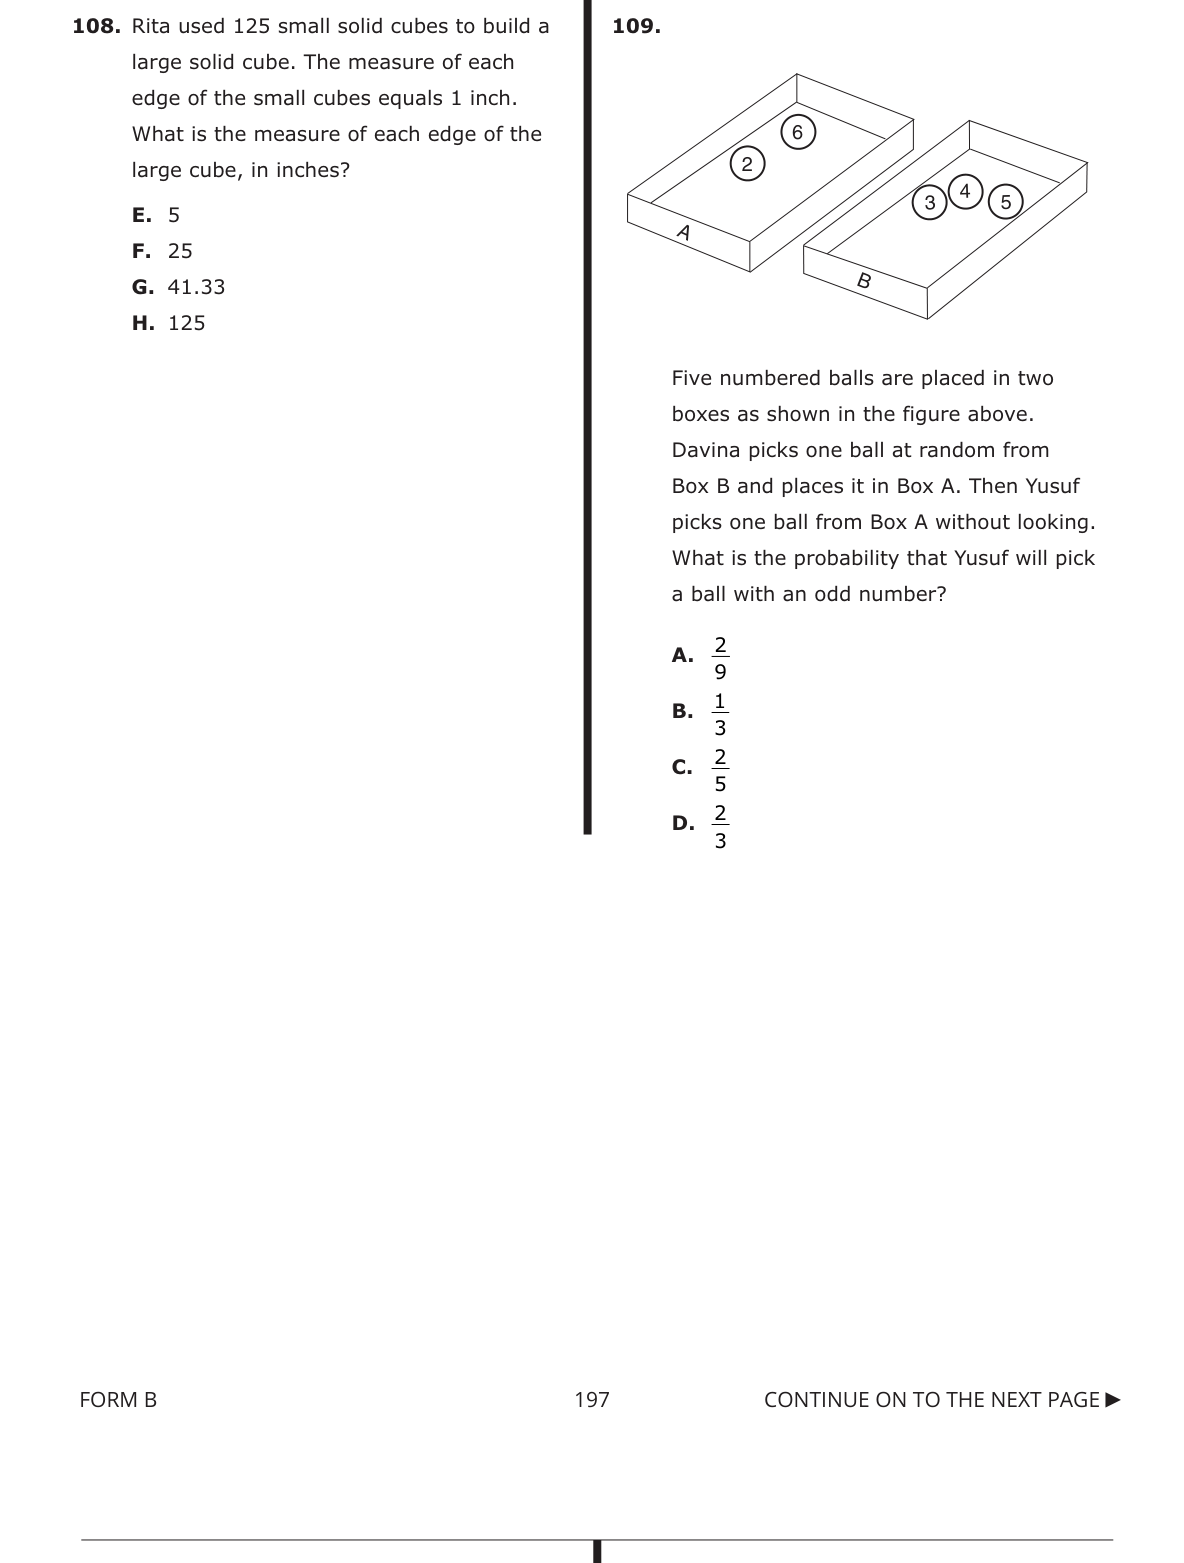 108. Rita used 125 small solid cubes to build a
large solid cube. The measure of each
edge of the small cubes equals 1 inch.
What is the measure of each edge of the
large cube, in inches?
E. 5
F. 25
G. 41.33
H. 125
109.
6
2
A
3 4 5
B
Five numbered balls are placed in two
boxes as shown in the figure above.
Davina picks one ball at random from
Box B and places it in Box A. Then Yusuf
picks one ball from Box A without looking.
What is the probability that Yusuf will pick
a ball with an odd number?
A. 2/9
B. 1/3
C. 2/5
D. 2/3
FORM B 197 CONTINUE ON TO THE NEXT PAGE ►